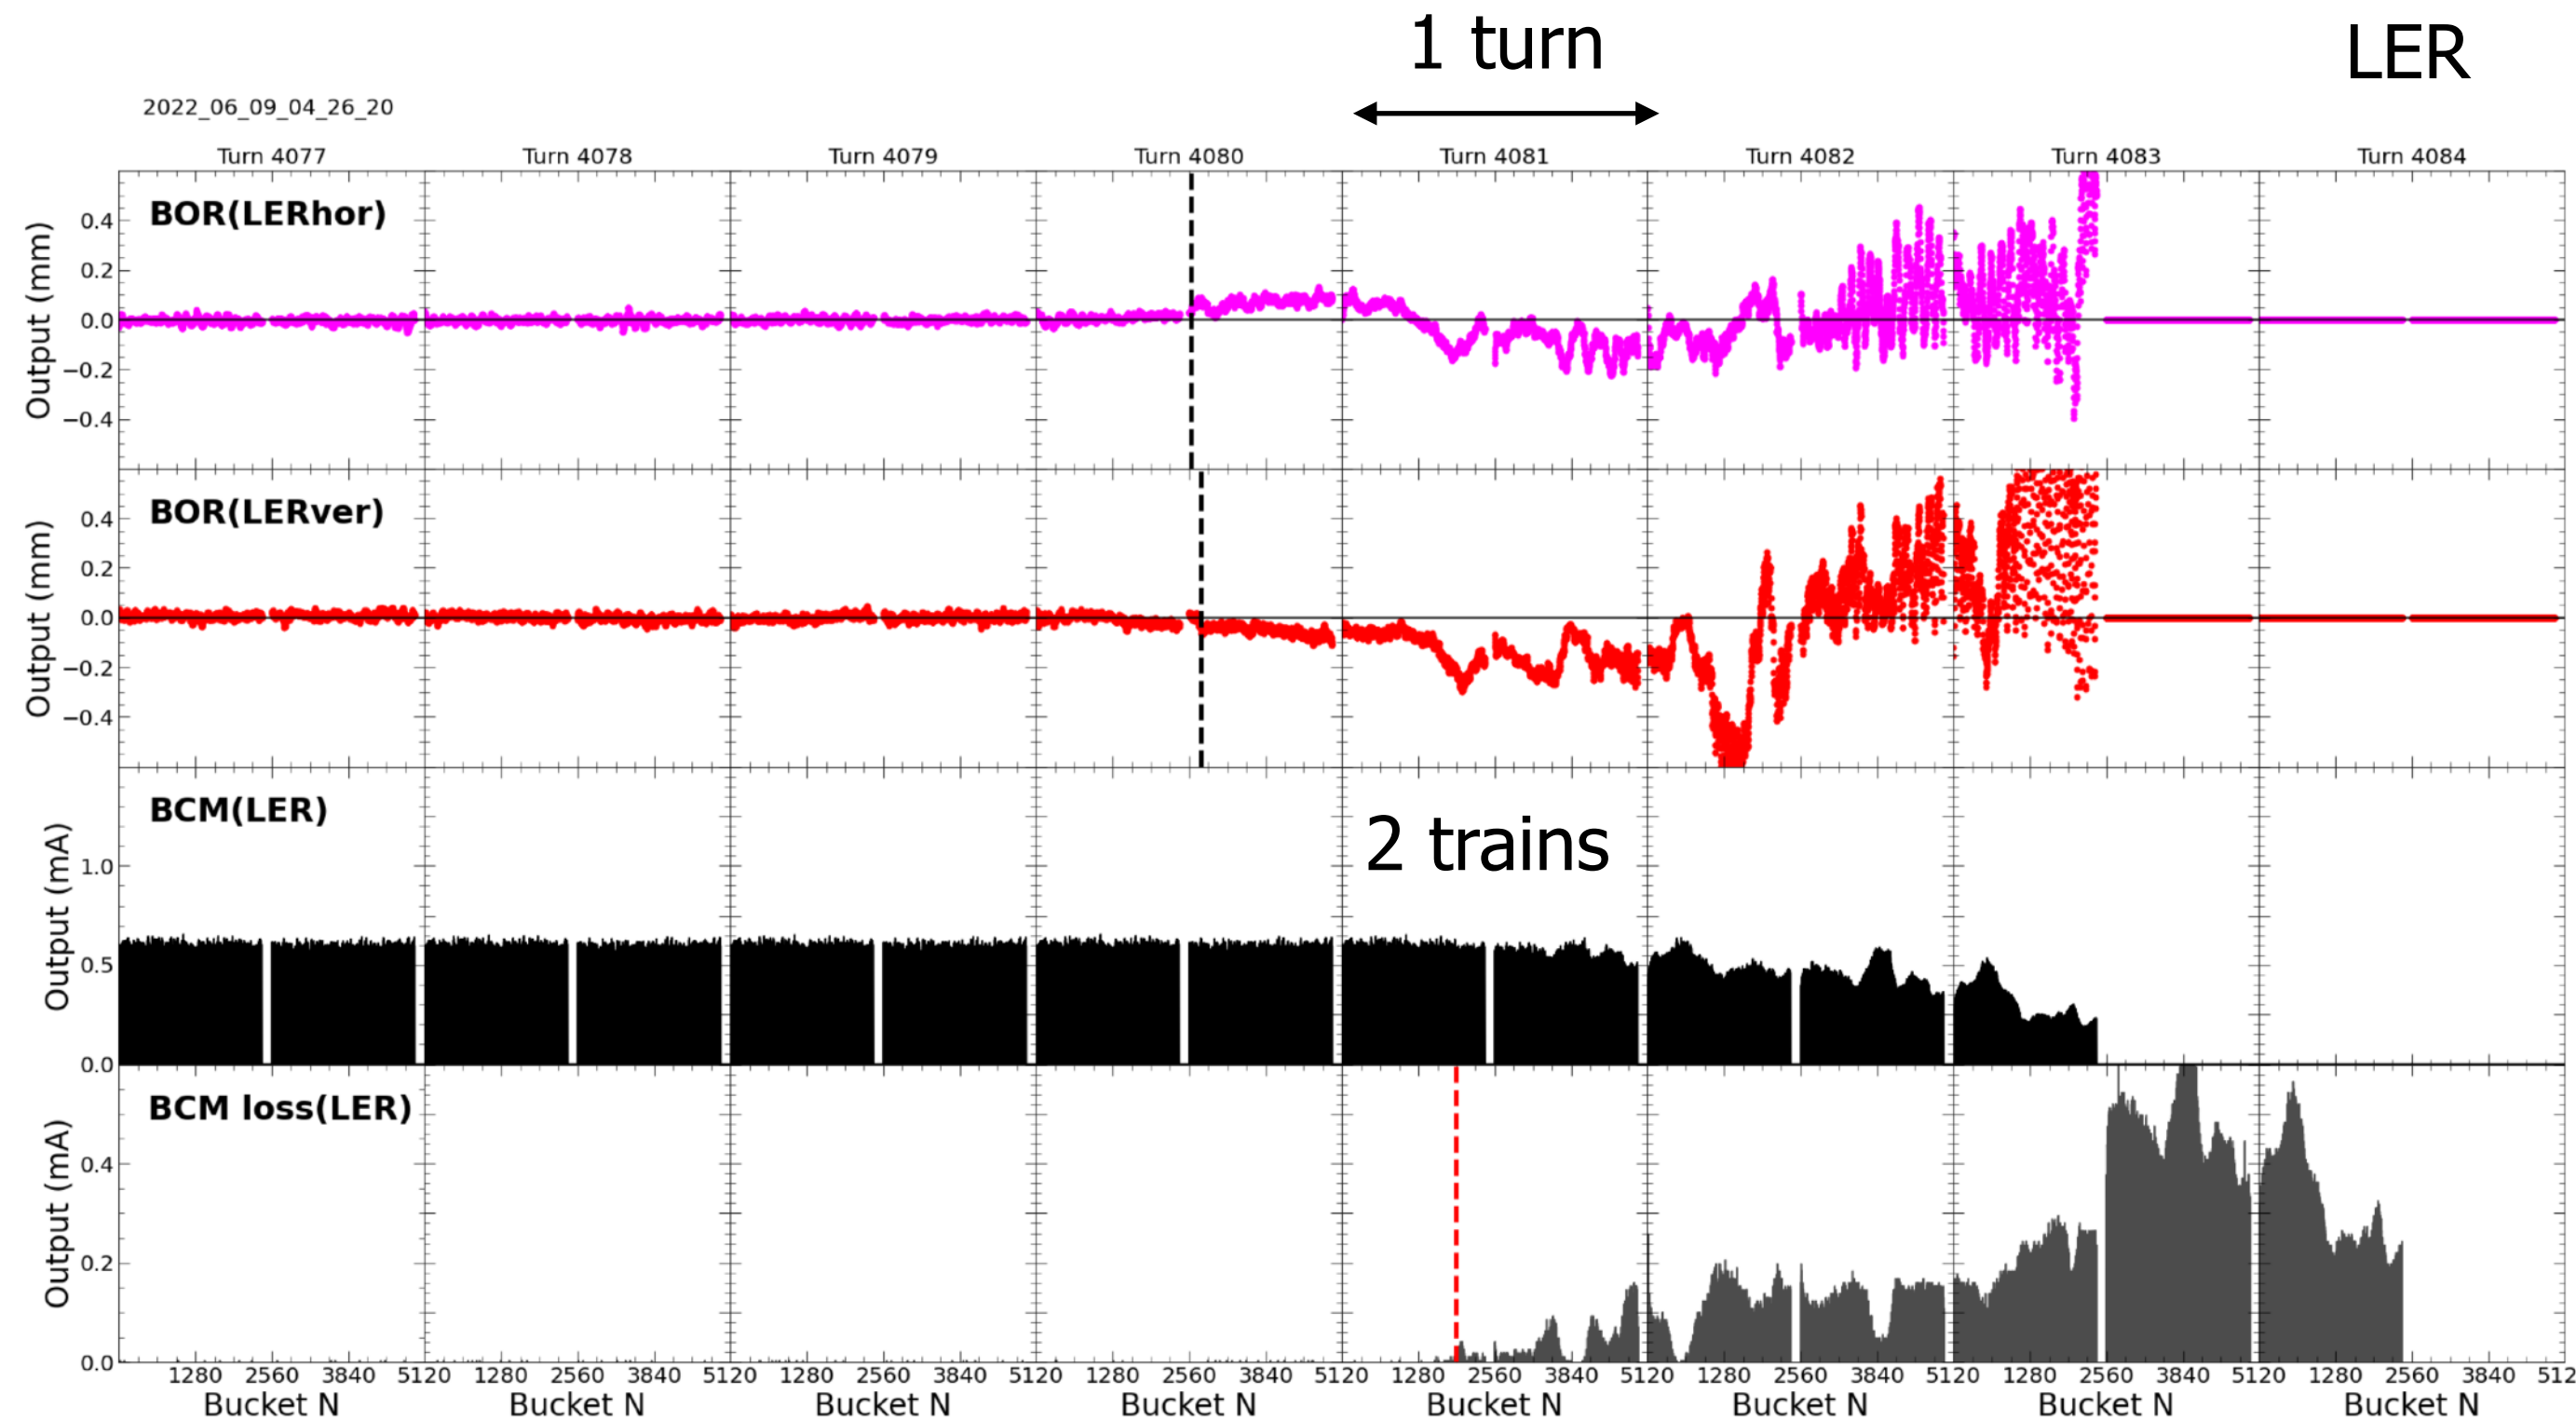 1 turn
LER
2022_06_09_04_26_20
Turn 4077 Turn 4078 Turn 4079 Turn 4080 Turn 4081 Turn 4082 Turn 4083 Turn 4084
BOR(LERhor)
Output (mm)
0.4
0.2
0.0
−0.2
−0.4
BOR(LERver)
Output (mm)
0.4
0.2
0.0
−0.2
−0.4
BCM(LER)
2 trains
Output (mA)
1.0
0.5
0.0
BCM loss(LER)
Output (mA)
0.4
0.2
0.0
1280 2560 3840 5120 1280 2560 3840 5120 1280 2560 3840 5120 1280 2560 3840 5120 1280 2560 3840 5120 1280 2560 3840 5120 1280 2560 3840 5120 1280 2560 3840 512
Bucket N Bucket N Bucket N Bucket N Bucket N Bucket N Bucket N Bucket N